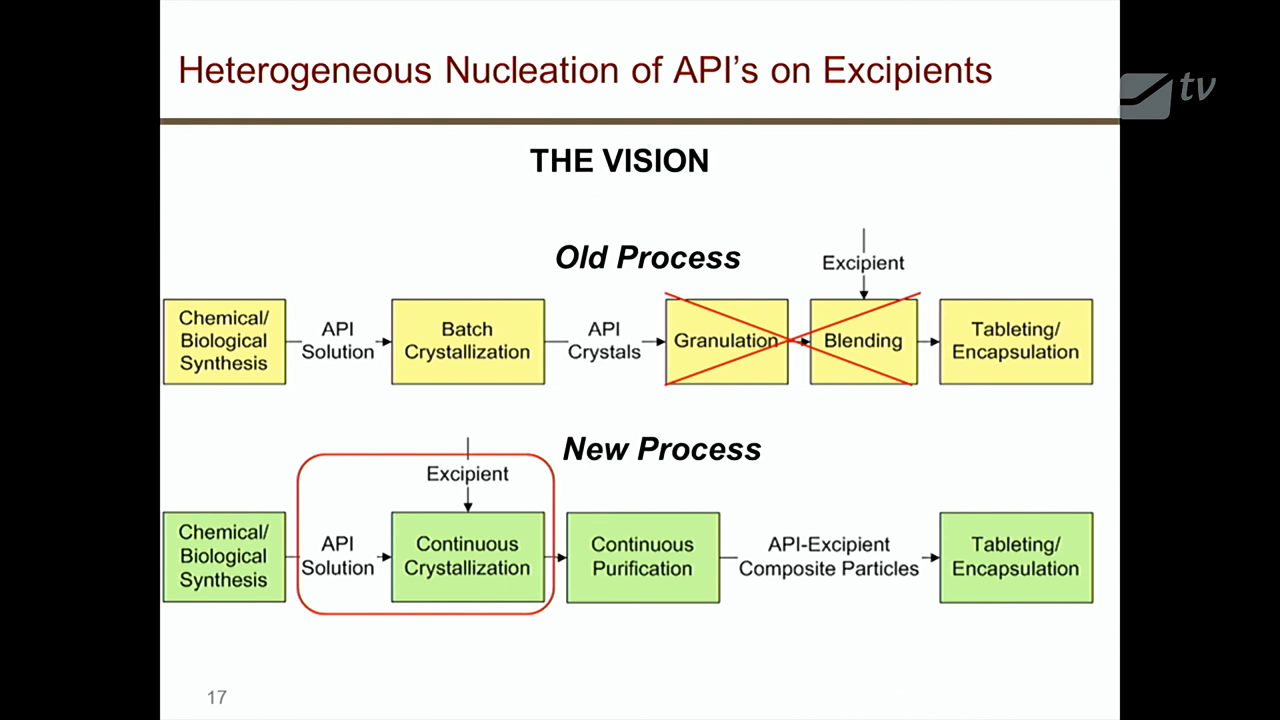 Heterogeneous Nucleation of API's on Excipients
tv
THE VISION
Old Process
Excipient
Chemical/
Biological
Synthesis
API
Solution
Batch
Crystallization
API
Crystals
Granulation
Blending
Tableting/
Encapsulation
New Process
Excipient
Chemical/
Biological
Synthesis
API
Solution
Continuous
Crystallization
Continuous
Purification
API-Excipient
Composite Particles
Tableting/
Encapsulation
17